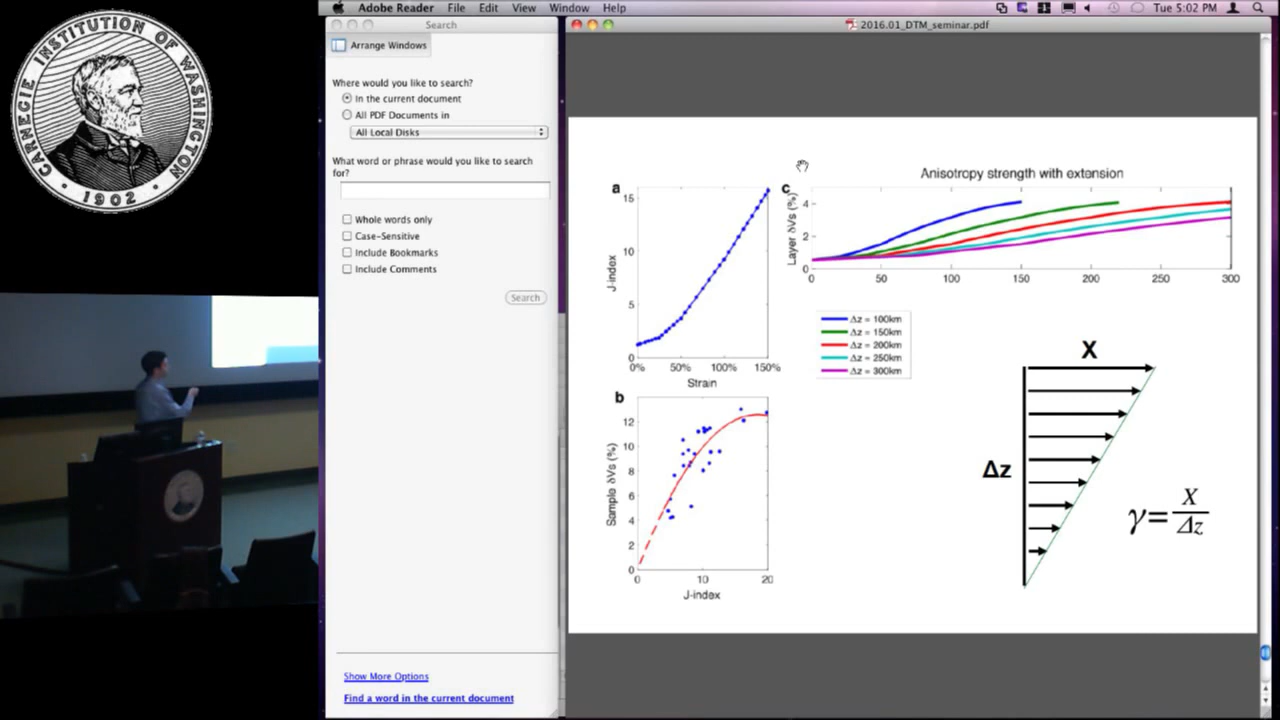 CARNEGIE INSTITUTION OF WASHINGTON
· 1902 ·
Adobe Reader File Edit View Window Help
Tue 5:02 PM
Search
Arrange Windows
Where would you like to search?
In the current document
All PDF Documents in
All Local Disks
What word or phrase would you like to search
for?
Whole words only
Case-Sensitive
Include Bookmarks
Include Comments
Search
Show More Options
Find a word in the current document
2016.01_DTM_seminar.pdf
a
15
10
5
0
J-index
0% 50% 100% 150%
Strain
b
12
10
8
6
4
2
0
Sample δVs (%)
0 10 20
J-index
c
Anisotropy strength with extension
Layer δVs (%)
4
2
0
0 50 100 150 200 250 300
Δz = 100km
Δz = 150km
Δz = 200km
Δz = 250km
Δz = 300km
X
Δz
γ=X/Δz